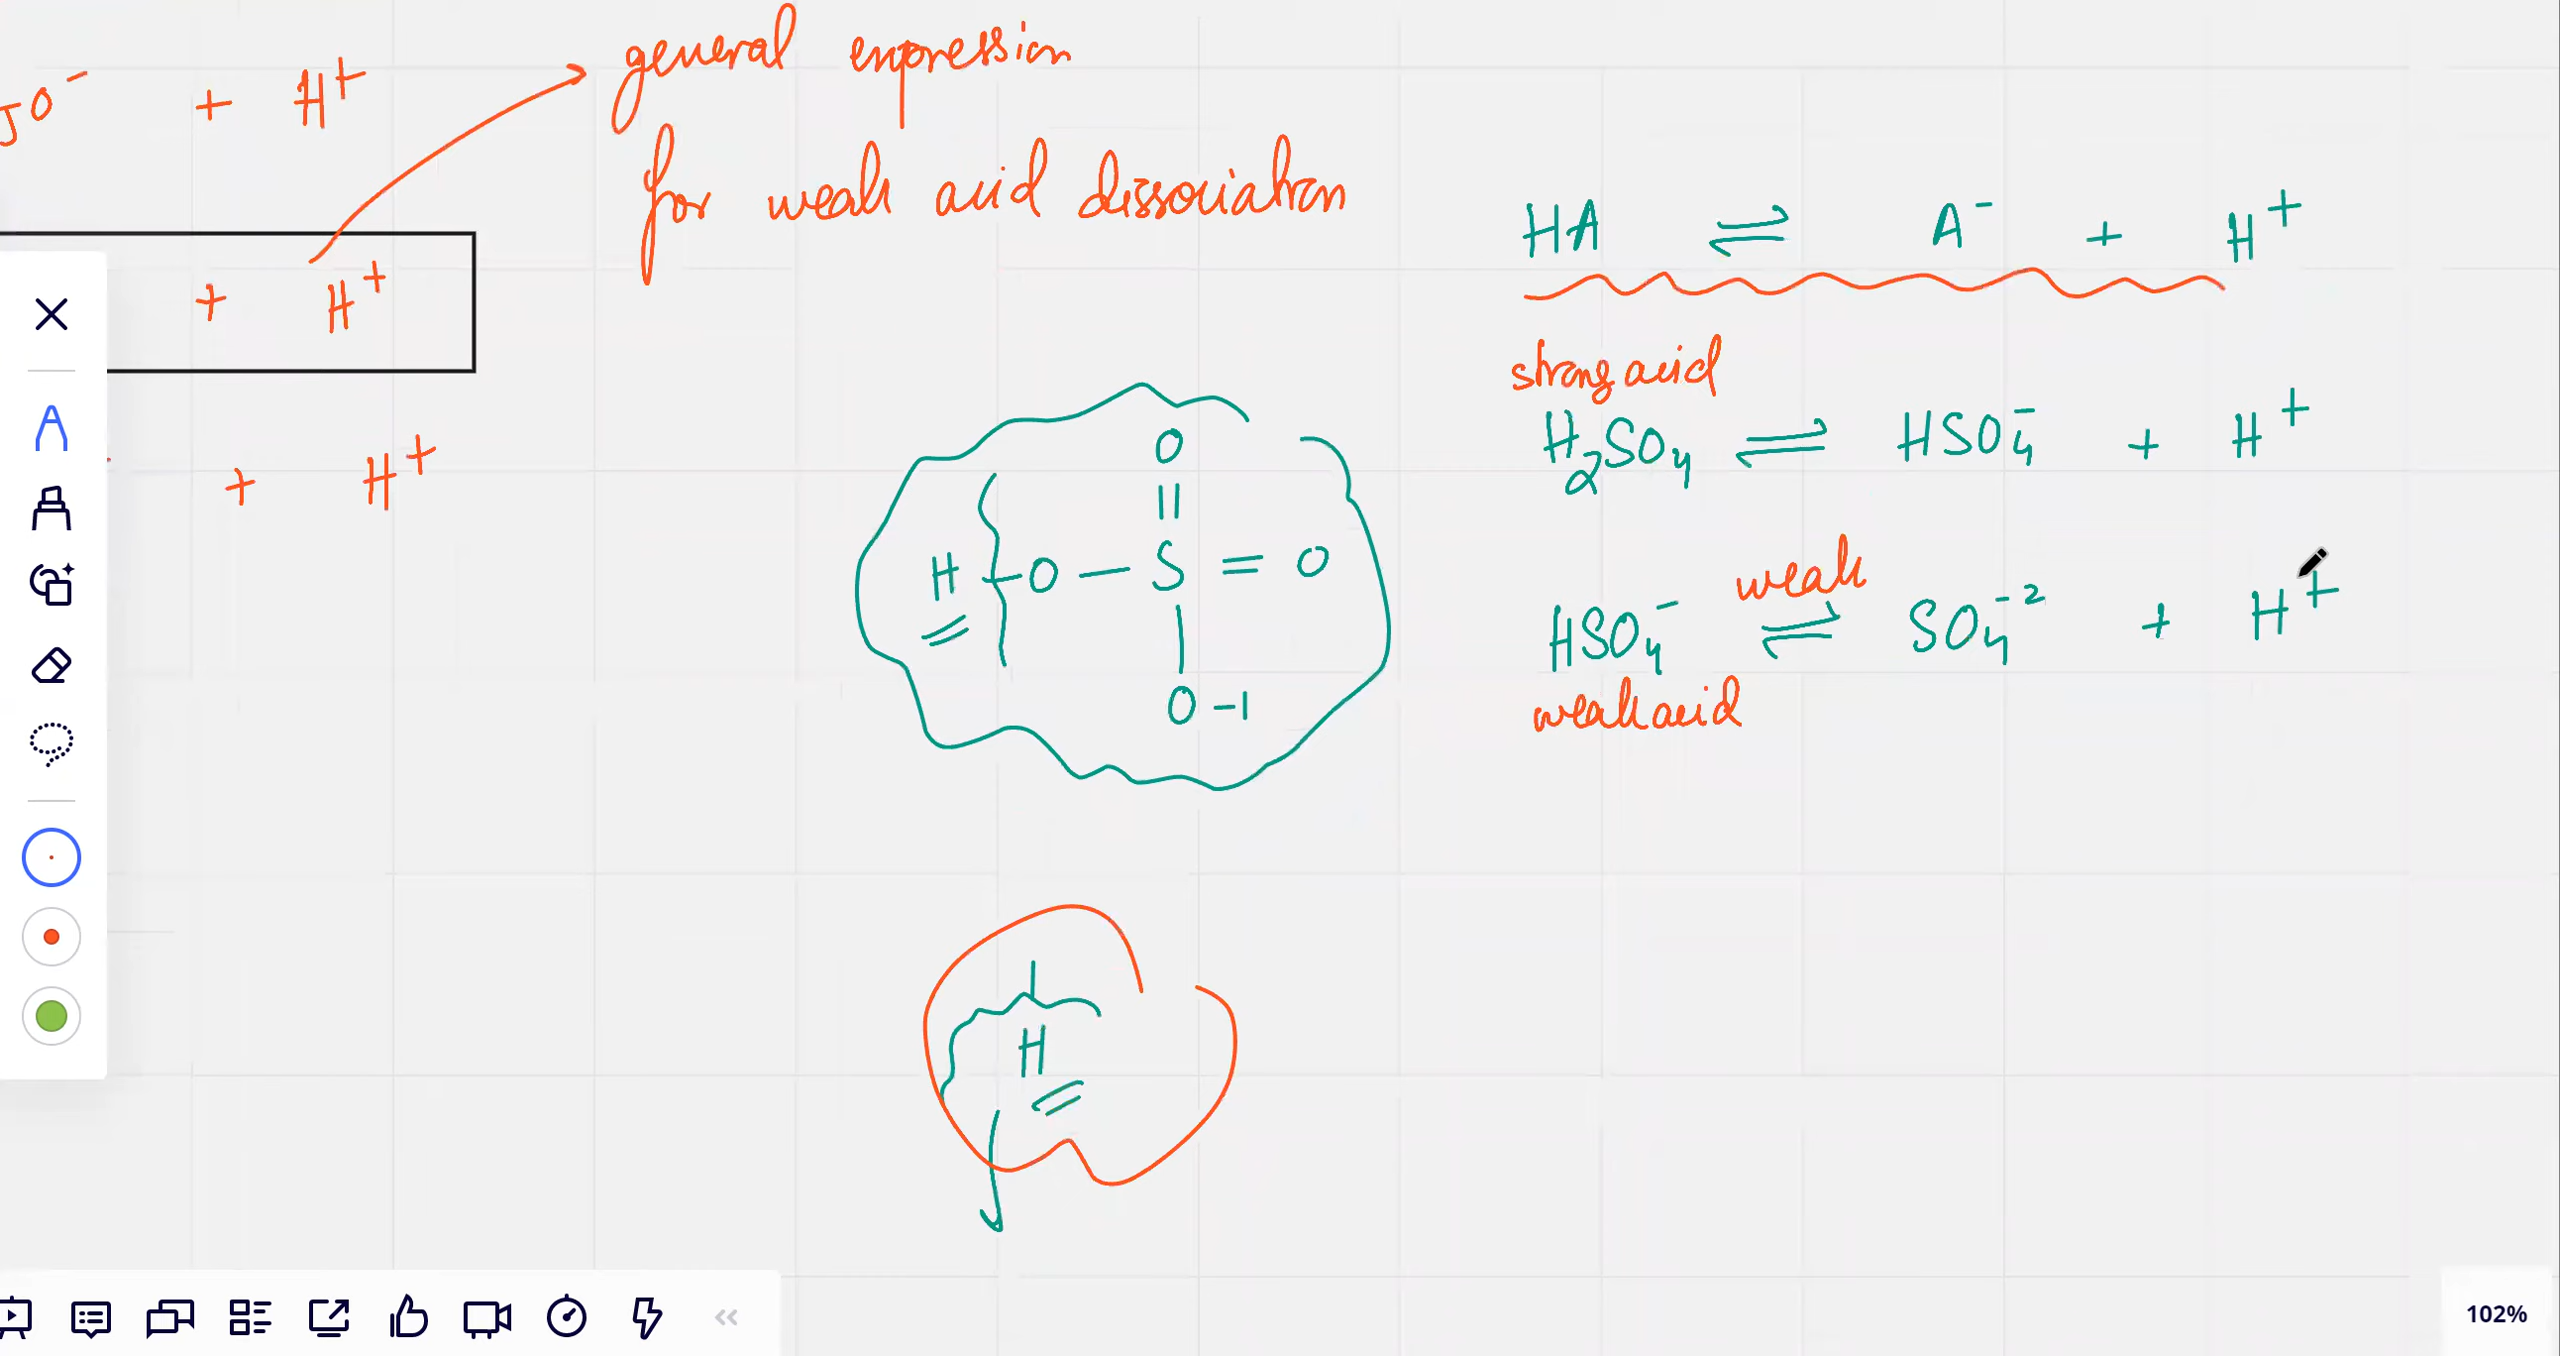 general expression
for weak acid dissociation
O⁻ + H⁺
+ H⁺
+ H⁺
HA ⇌ A⁻ + H⁺
strong acid
H₂SO₄ ⇌ HSO₄⁻ + H⁺
weak
HSO₄⁻ ⇌ SO₄⁻² + H⁺
weak acid
O
||
H – O – S = O
|
O -1
H
102%